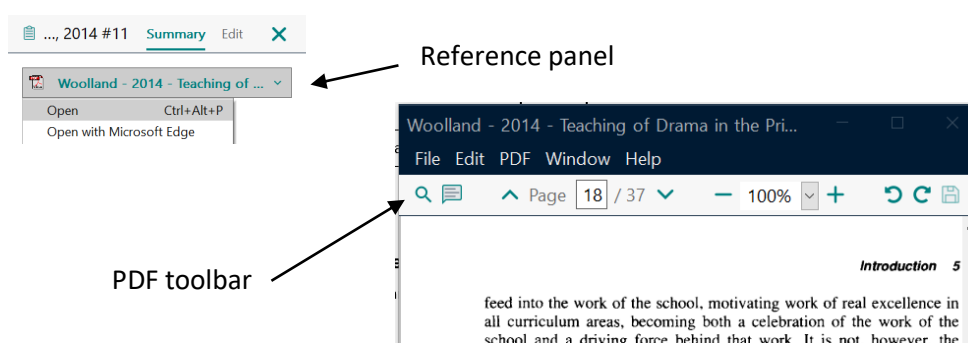 ..., 2014 #11 Summary Edit
Woolland - 2014 - Teaching of ...
Open Ctrl+Alt+P
Open with Microsoft Edge
Reference panel
Woolland - 2014 - Teaching of Drama in the Pri...
File Edit PDF Window Help
Page 18 / 37 100%
PDF toolbar
Introduction 5
feed into the work of the school, motivating work of real excellence in
all curriculum areas, becoming both a celebration of the work of the
school and a driving force behind that work. It is not, however, the